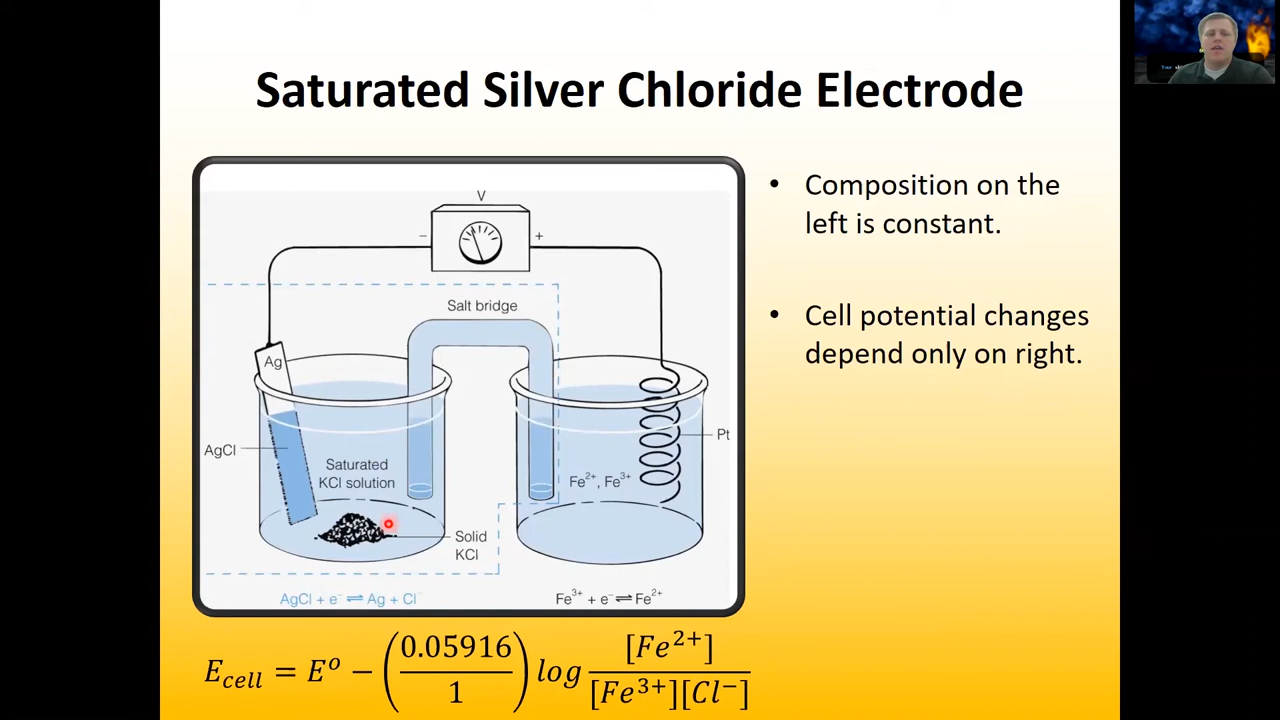 Saturated Silver Chloride Electrode
V
− +
Salt bridge
Ag
AgCl
Saturated
KCl solution
Solid
KCl
Fe²⁺, Fe³⁺
Pt
AgCl + e⁻ ⇌ Ag + Cl⁻
Fe³⁺ + e⁻ ⇌ Fe²⁺
E_cell = E^o − (0.05916/1) log [Fe²⁺]/[Fe³⁺][Cl⁻]
• Composition on the
left is constant.
• Cell potential changes
depend only on right.